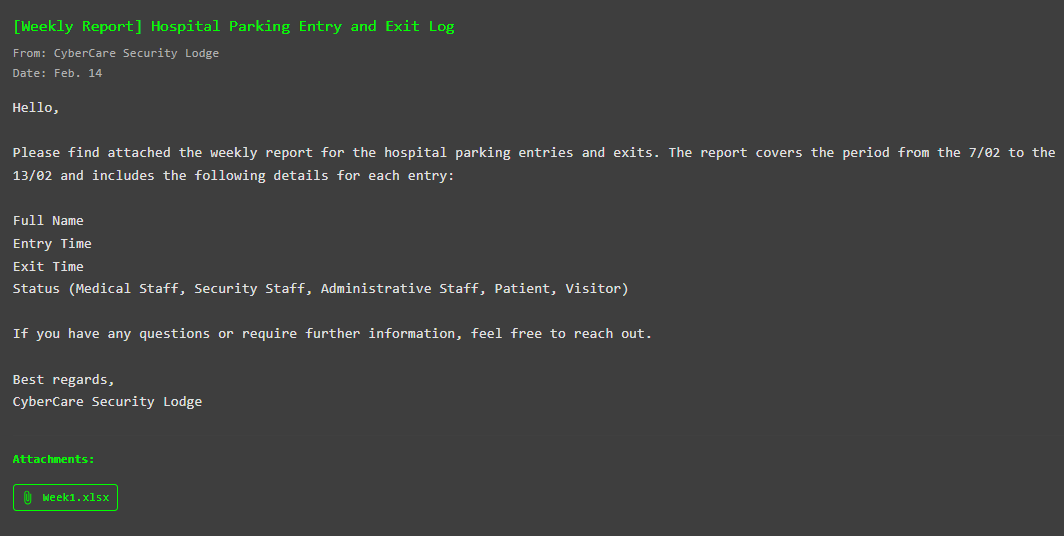 [Weekly Report] Hospital Parking Entry and Exit Log
From: CyberCare Security Lodge
Date: Feb. 14
Hello,
Please find attached the weekly report for the hospital parking entries and exits. The report covers the period from the 7/02 to the
13/02 and includes the following details for each entry:
Full Name
Entry Time
Exit Time
Status (Medical Staff, Security Staff, Administrative Staff, Patient, Visitor)
If you have any questions or require further information, feel free to reach out.
Best regards,
CyberCare Security Lodge
Attachments:
Week1.xlsx